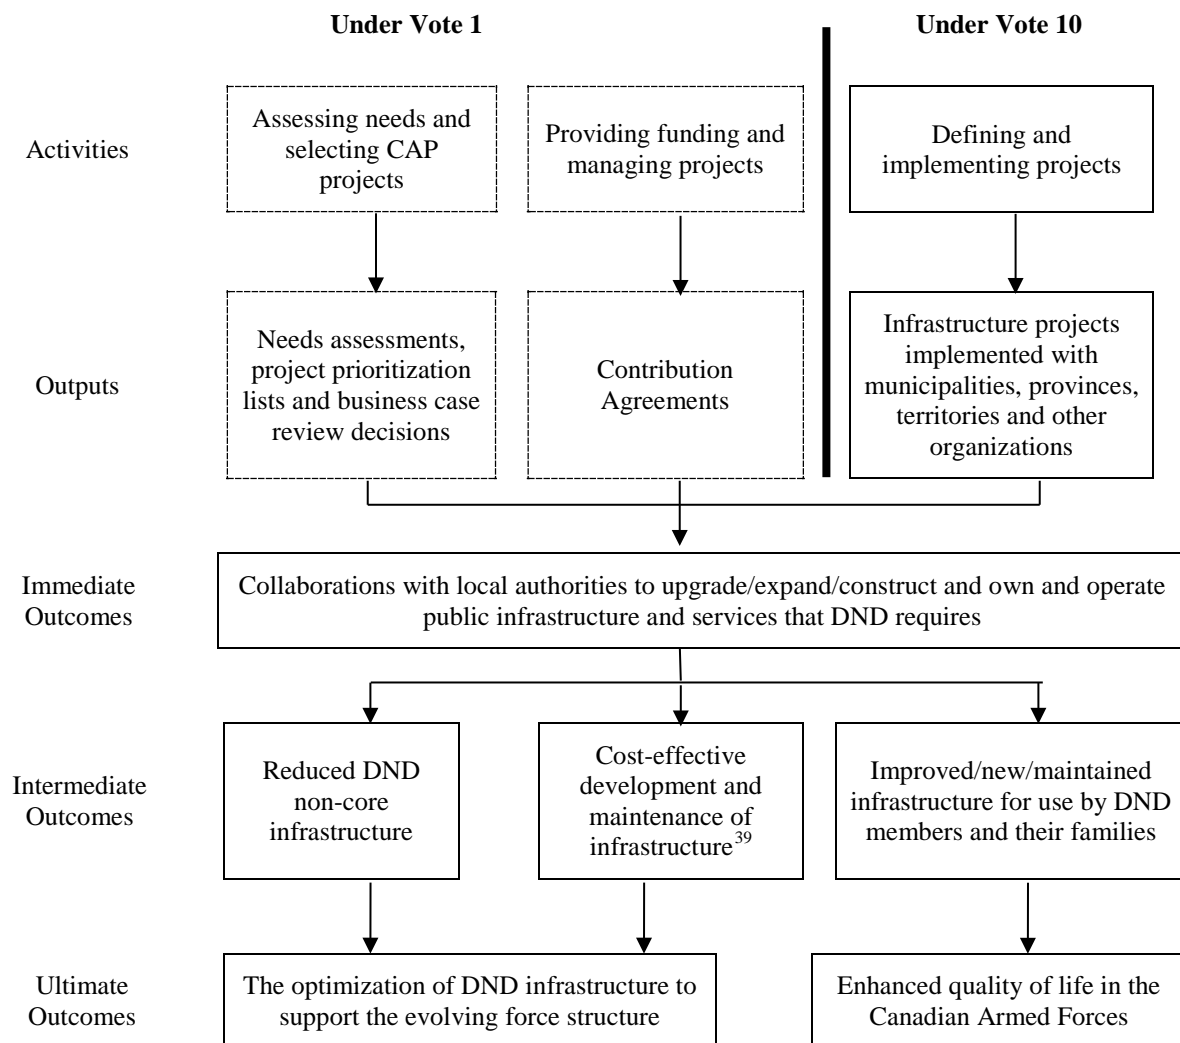 Under Vote 1
Under Vote 10
Activities
Assessing needs and
selecting CAP
projects
Providing funding and
managing projects
Defining and
implementing projects
Outputs
Needs assessments,
project prioritization
lists and business case
review decisions
Contribution
Agreements
Infrastructure projects
implemented with
municipalities, provinces,
territories and other
organizations
Immediate
Outcomes
Collaborations with local authorities to upgrade/expand/construct and own and operate
public infrastructure and services that DND requires
Intermediate
Outcomes
Reduced DND
non-core
infrastructure
Cost-effective
development and
maintenance of
infrastructure39
Improved/new/maintained
infrastructure for use by DND
members and their families
Ultimate
Outcomes
The optimization of DND infrastructure to
support the evolving force structure
Enhanced quality of life in the
Canadian Armed Forces